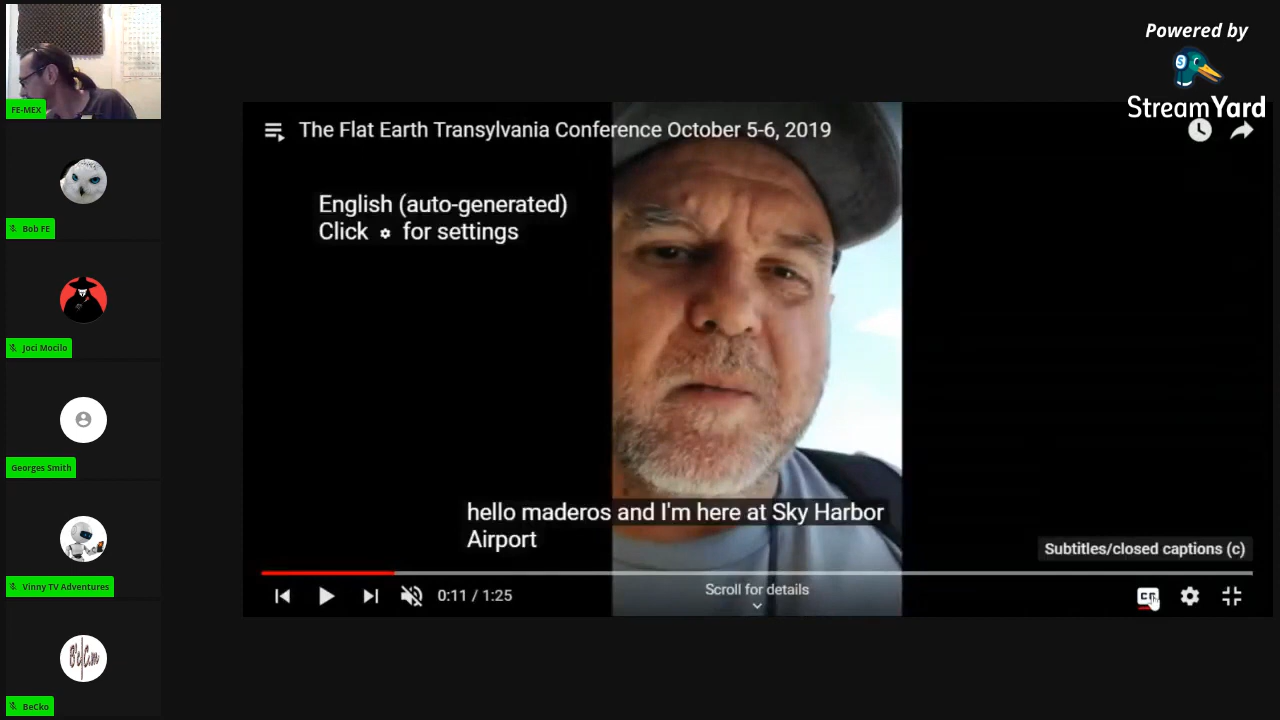 Powered by
StreamYard
FE-MEX
Bob FE
Joci Mocilo
Georges Smith
Vinny TV Adventures
BeCko
The Flat Earth Transylvania Conference October 5-6, 2019
English (auto-generated)
Click for settings
hello maderos and I'm here at Sky Harbor
Airport
Subtitles/closed captions (c)
Scroll for details
0:11 / 1:25
CC